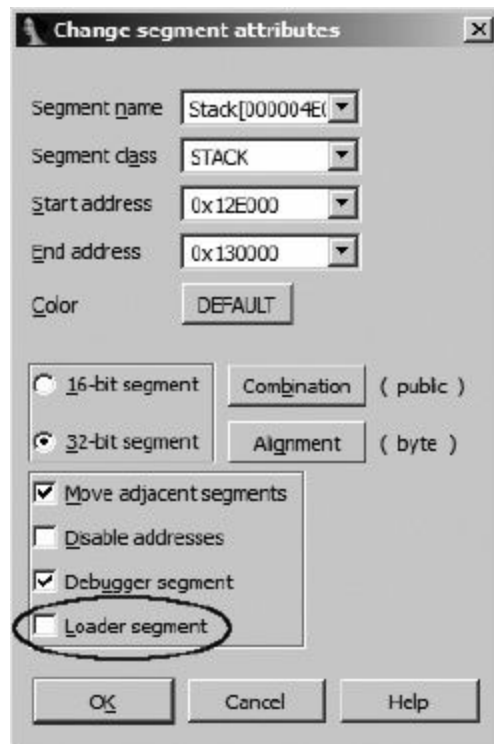 Change segment attributes
Segment name Stack[000004E(
Segment class STACK
Start address 0x12E000
End address 0x130000
Color DEFAULT
16-bit segment Combination ( public )
32-bit segment Alignment ( byte )
Move adjacent segments
Disable addresses
Debugger segment
Loader segment
OK Cancel Help